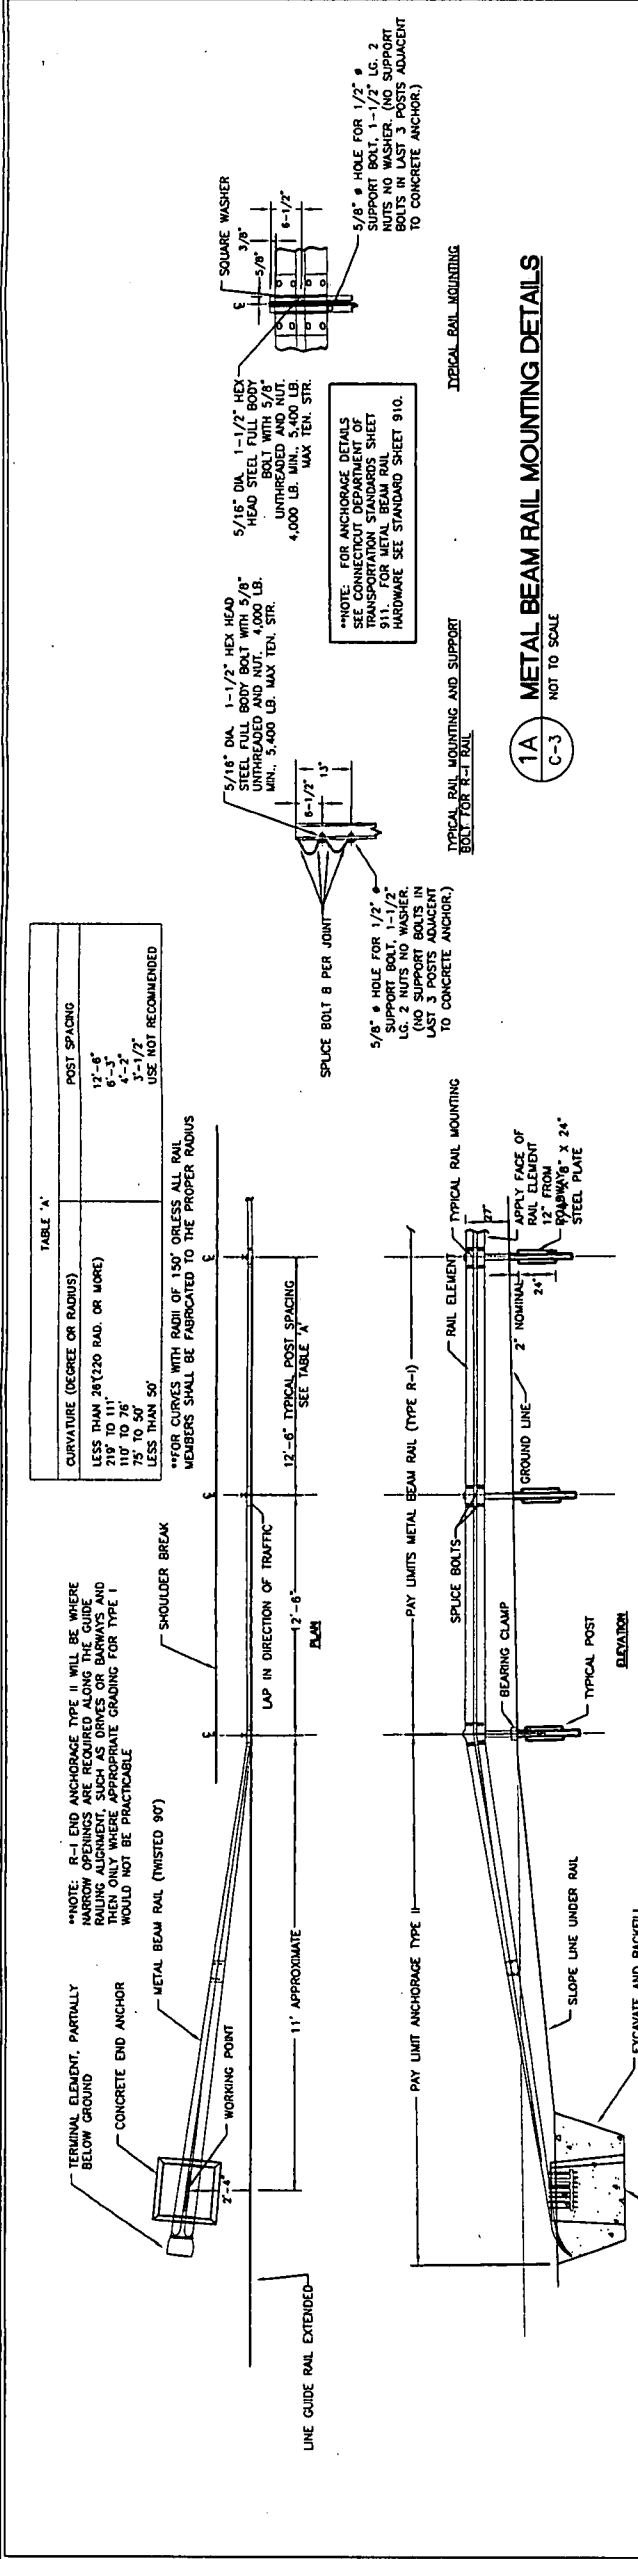 TERMINAL ELEMENT, PARTIALLY
BELOW GROUND
CONCRETE END ANCHOR
**NOTE: R-I END ANCHORAGE TYPE II WILL BE WHERE
NARROW OPENINGS ARE REQUIRED ALONG THE GUIDE
RAILING ALIGNMENT, SUCH AS DRIVES OR BARWAYS AND
THEN ONLY WHERE APPROPRIATE GRADING FOR TYPE I
WOULD NOT BE PRACTICABLE
METAL BEAM RAIL (TWISTED 90°)
WORKING POINT
2'-4"
11' APPROXIMATE
LINE GUIDE RAIL EXTENDED
SHOULDER BREAK
LAP IN DIRECTION OF TRAFFIC
12'-6"
12'-6" TYPICAL POST SPACING
SEE TABLE 'A'
PLAN
TABLE 'A'
CURVATURE (DEGREE OR RADIUS) POST SPACING
LESS THAN 26°(220 RAD. OR MORE) 12'-6"
219' TO 111' 6'-3"
110' TO 76' 4'-2"
75' TO 50' 3'-1/2"
LESS THAN 50' USE NOT RECOMMENDED
**FOR CURVES WITH RADII OF 150' ORLESS ALL RAIL
MEMBERS SHALL BE FABRICATED TO THE PROPER RADIUS
PAY LIMIT ANCHORAGE TYPE II
PAY LIMITS METAL BEAM RAIL (TYPE R-I)
SPLICE BOLTS
BEARING CLAMP
RAIL ELEMENT
TYPICAL RAIL MOUNTING
27"
2" NOMINAL
24"
APPLY FACE OF
RAIL ELEMENT
12" FROM
ROADWAY
8" X 24"
STEEL PLATE
GROUND LINE
TYPICAL POST
SLOPE LINE UNDER RAIL
EXCAVATE AND BACKFILL
ELEVATION
5/16" DIA. 1-1/2" HEX HEAD
STEEL FULL BODY BOLT WITH 5/8"
UNTHREADED AND NUT. 4,000 LB.
MIN., 5,400 LB. MAX TEN. STR.
6-1/2"
13"
SPLICE BOLT 8 PER JOINT
5/8" ø HOLE FOR 1/2" ø
SUPPORT BOLT, 1-1/2"
LG. 2 NUTS NO WASHER.
(NO SUPPORT BOLTS IN
LAST 3 POSTS ADJACENT
TO CONCRETE ANCHOR.)
TYPICAL RAIL MOUNTING AND SUPPORT
BOLT FOR R-I RAIL
5/16" DIA. 1-1/2" HEX
HEAD STEEL FULL BODY
BOLT WITH 5/8"
UNTHREADED AND NUT.
4,000 LB. MIN., 5,400 LB.
MAX TEN. STR.
SQUARE WASHER
3/8"
5/8"
6-1/2"
5/8" ø HOLE FOR 1/2" ø
SUPPORT BOLT, 1-1/2" LG. 2
NUTS NO WASHER. (NO SUPPORT
BOLTS IN LAST 3 POSTS ADJACENT
TO CONCRETE ANCHOR.)
**NOTE: FOR ANCHORAGE DETAILS
SEE CONNECTICUT DEPARTMENT OF
TRANSPORTATION STANDARDS SHEET
911. FOR METAL BEAM RAIL
HARDWARE SEE STANDARD SHEET 910.
TYPICAL RAIL MOUNTING
1A
C-3
METAL BEAM RAIL MOUNTING DETAILS
NOT TO SCALE